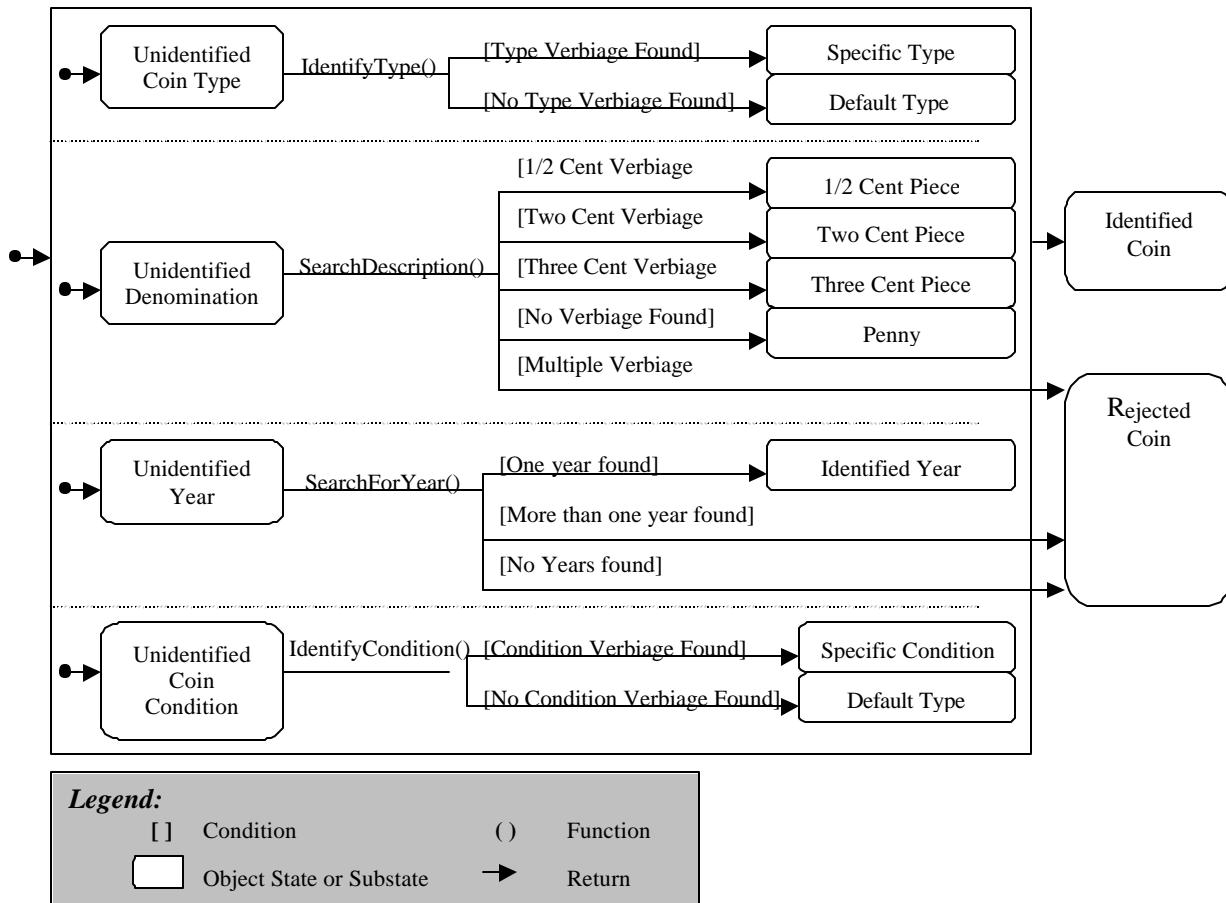 Unidentified
Coin Type
IdentifyType()
[Type Verbiage Found]
Specific Type
[No Type Verbiage Found]
Default Type
Unidentified
Denomination
SearchDescription()
[1/2 Cent Verbiage
1/2 Cent Piece
[Two Cent Verbiage
Two Cent Piece
[Three Cent Verbiage
Three Cent Piece
[No Verbiage Found]
Penny
[Multiple Verbiage
Identified
Coin
Rejected
Coin
Unidentified
Year
SearchForYear()
[One year found]
Identified Year
[More than one year found]
[No Years found]
Unidentified
Coin
Condition
IdentifyCondition()
[Condition Verbiage Found]
Specific Condition
[No Condition Verbiage Found]
Default Type
Legend:
[ ] Condition
( ) Function
Object State or Substate
Return